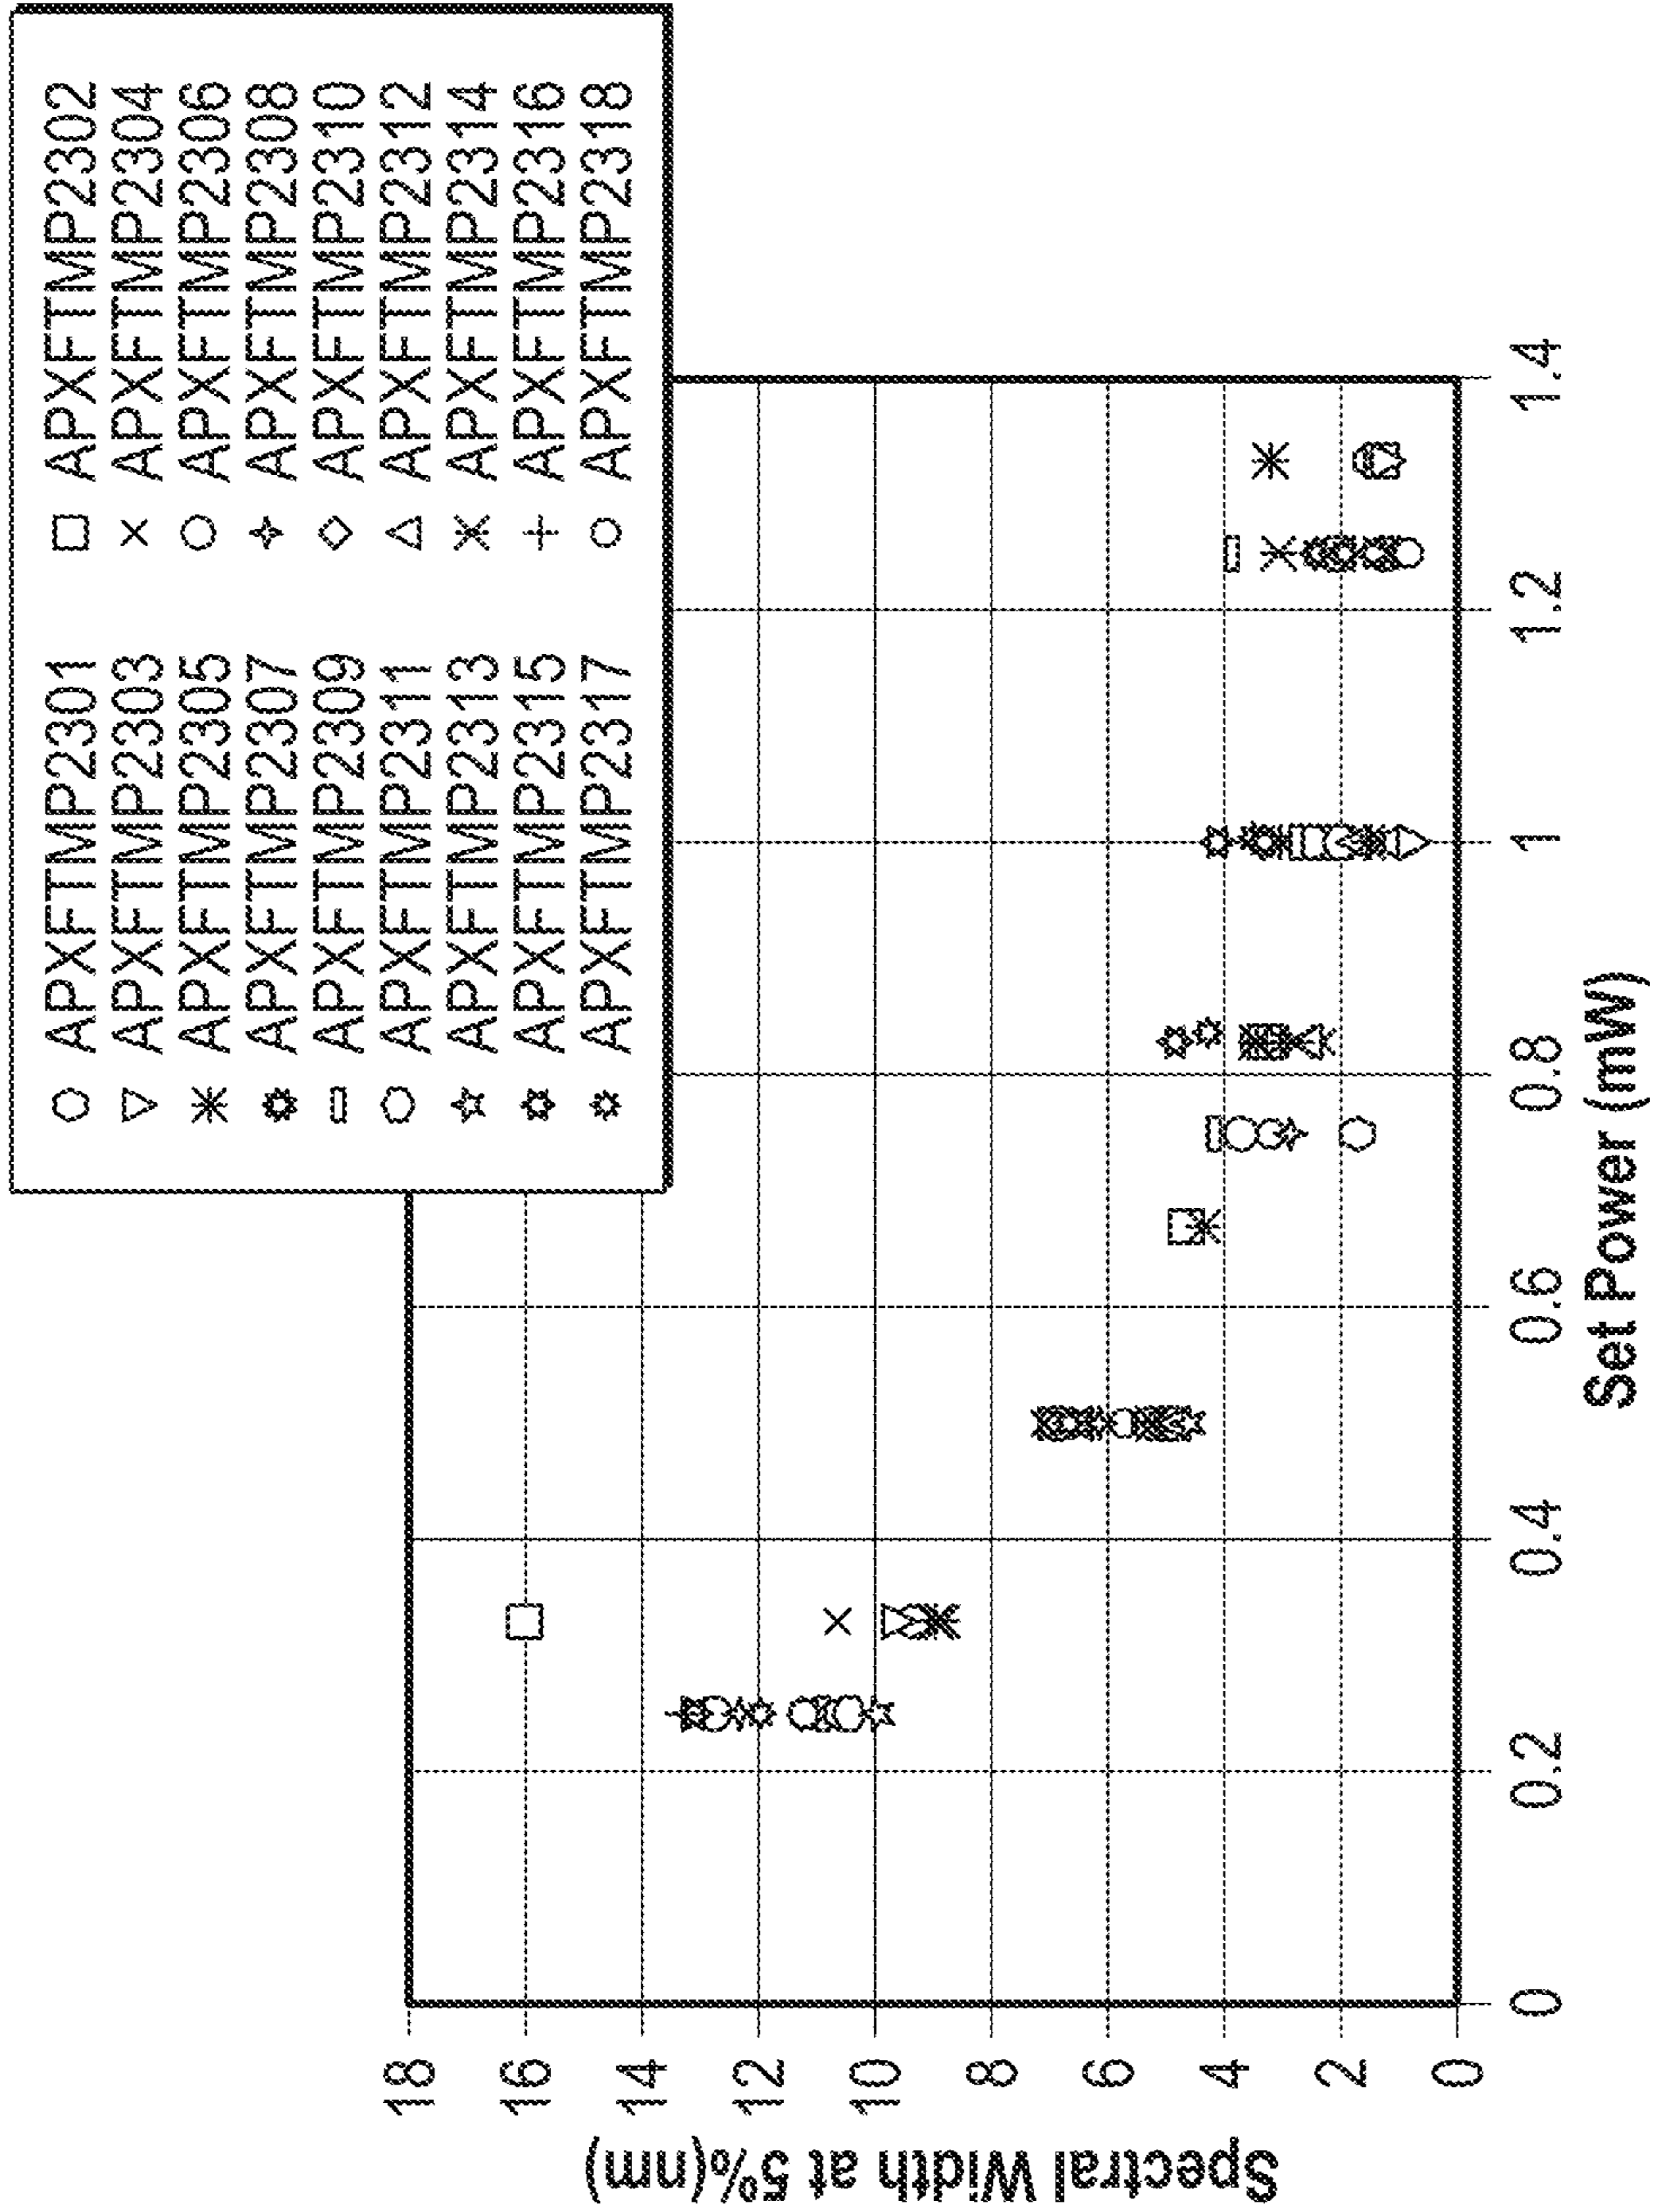 APXFTMP2301 APXFTMP2302
APXFTMP2303 APXFTMP2304
APXFTMP2305 APXFTMP2306
APXFTMP2307 APXFTMP2308
APXFTMP2309 APXFTMP2310
APXFTMP2311 APXFTMP2312
APXFTMP2313 APXFTMP2314
APXFTMP2315 APXFTMP2316
APXFTMP2317 APXFTMP2318
Spectral Width at 5%(nm)
18
16
14
12
10
8
6
4
2
0
0 0.2 0.4 0.6 0.8 1 1.2 1.4
Set Power (mW)